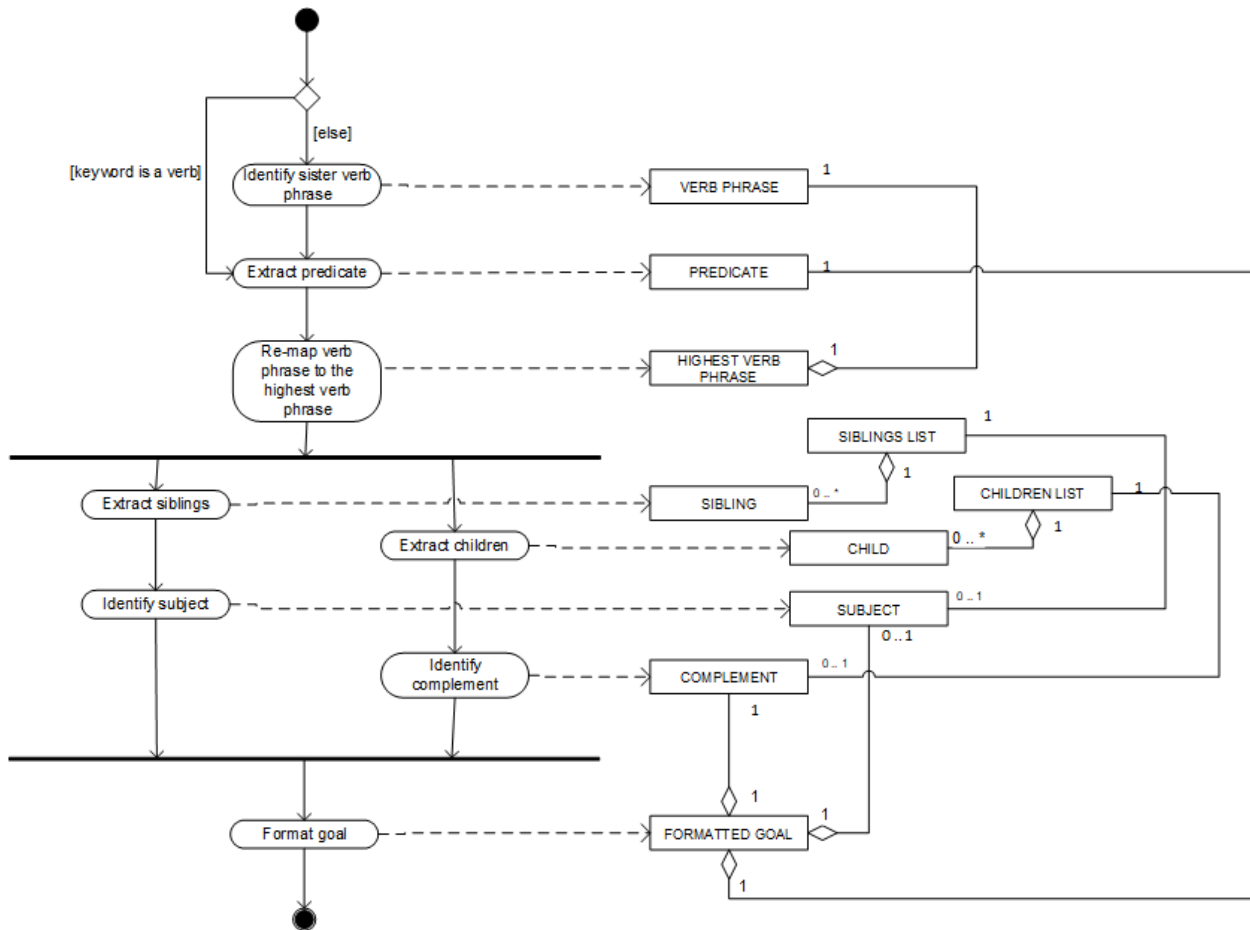 [else]
[keyword is a verb]
Identify sister verb
phrase
VERB PHRASE
1
Extract predicate
PREDICATE
1
Re-map verb
phrase to the
highest verb
phrase
HIGHEST VERB
PHRASE
1
SIBLINGS LIST
1
1
Extract siblings
SIBLING
0 .. *
CHILDREN LIST
1
1
Extract children
CHILD
0 .. *
Identify subject
SUBJECT
0 .. 1
0 .. 1
Identify
complement
COMPLEMENT
0 .. 1
1
1
Format goal
FORMATTED GOAL
1
1